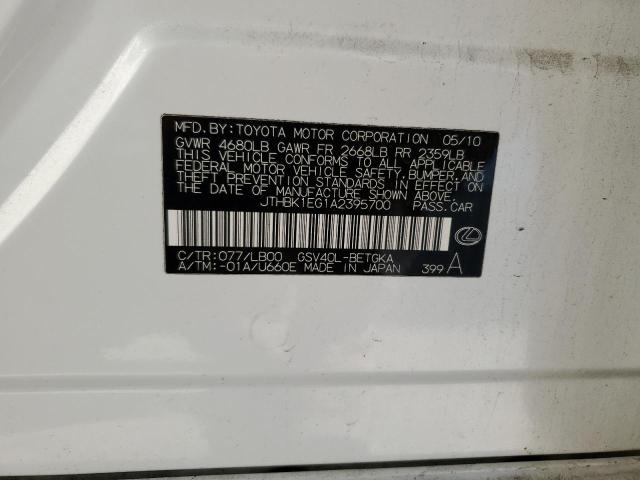 MFD.BY:TOYOTA MOTOR CORPORATION 05/10
GVWR 4680LB GAWR FR 2668LB RR 2359LB
THIS VEHICLE CONFORMS TO ALL APPLICABLE
FEDERAL MOTOR VEHICLE SAFETY,BUMPER,AND
THEFT PREVENTION STANDARDS IN EFFECT ON
THE DATE OF MANUFACTURE SHOWN ABOVE.
JTHBK1EG1A2395700 PASS.CAR
C/TR:077/LB00 GSV40L-BETGKA
A/TM:-01A/U660E MADE IN JAPAN 399 A